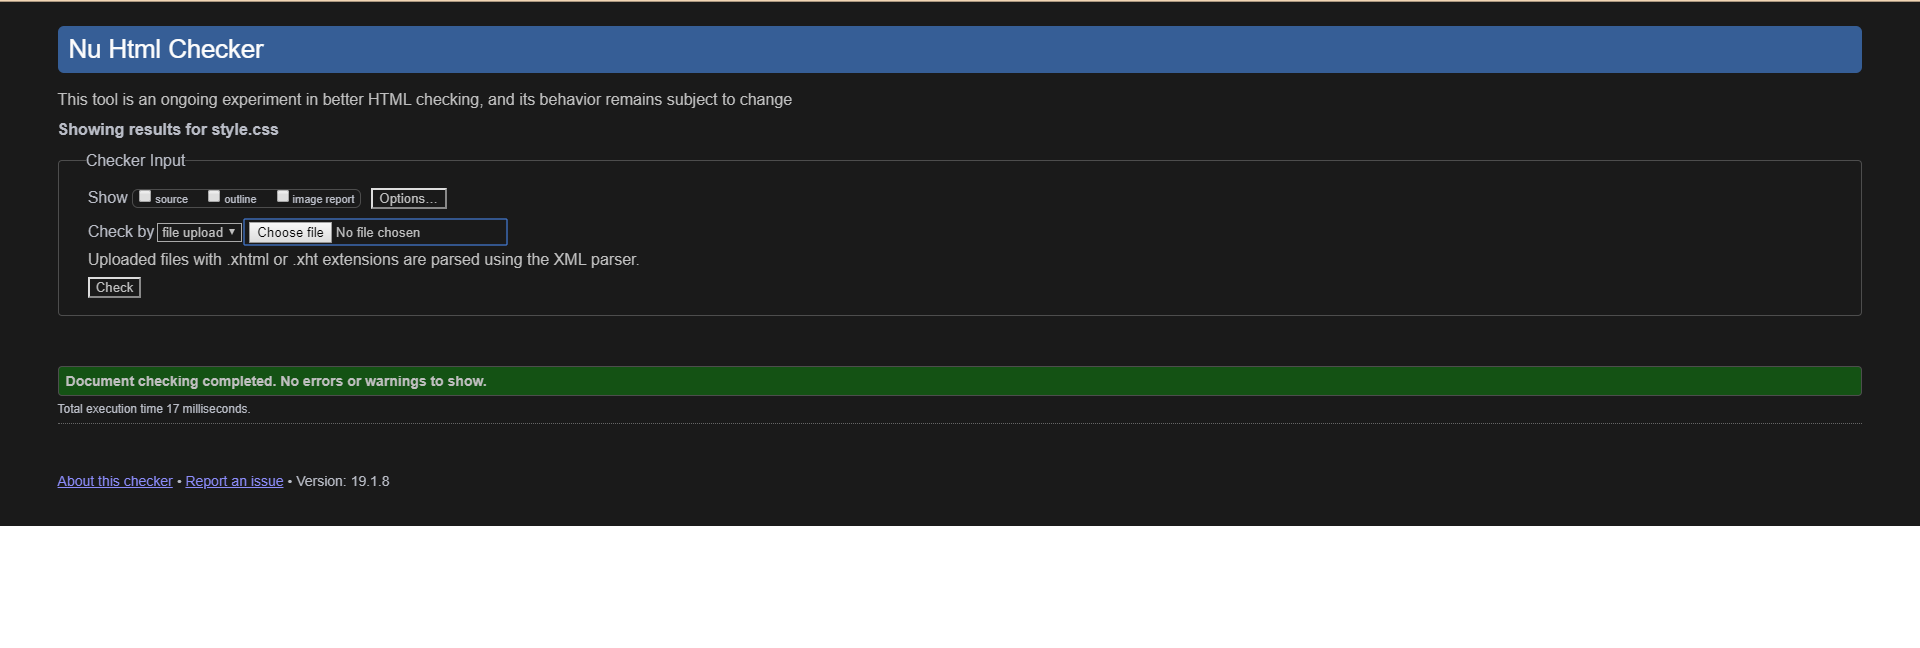 Nu Html Checker
This tool is an ongoing experiment in better HTML checking, and its behavior remains subject to change
Showing results for style.css
Checker Input
Show source outline image report Options...
Check by file upload Choose file No file chosen
Uploaded files with .xhtml or .xht extensions are parsed using the XML parser.
Check
Document checking completed. No errors or warnings to show.
Total execution time 17 milliseconds.
About this checker • Report an issue • Version: 19.1.8